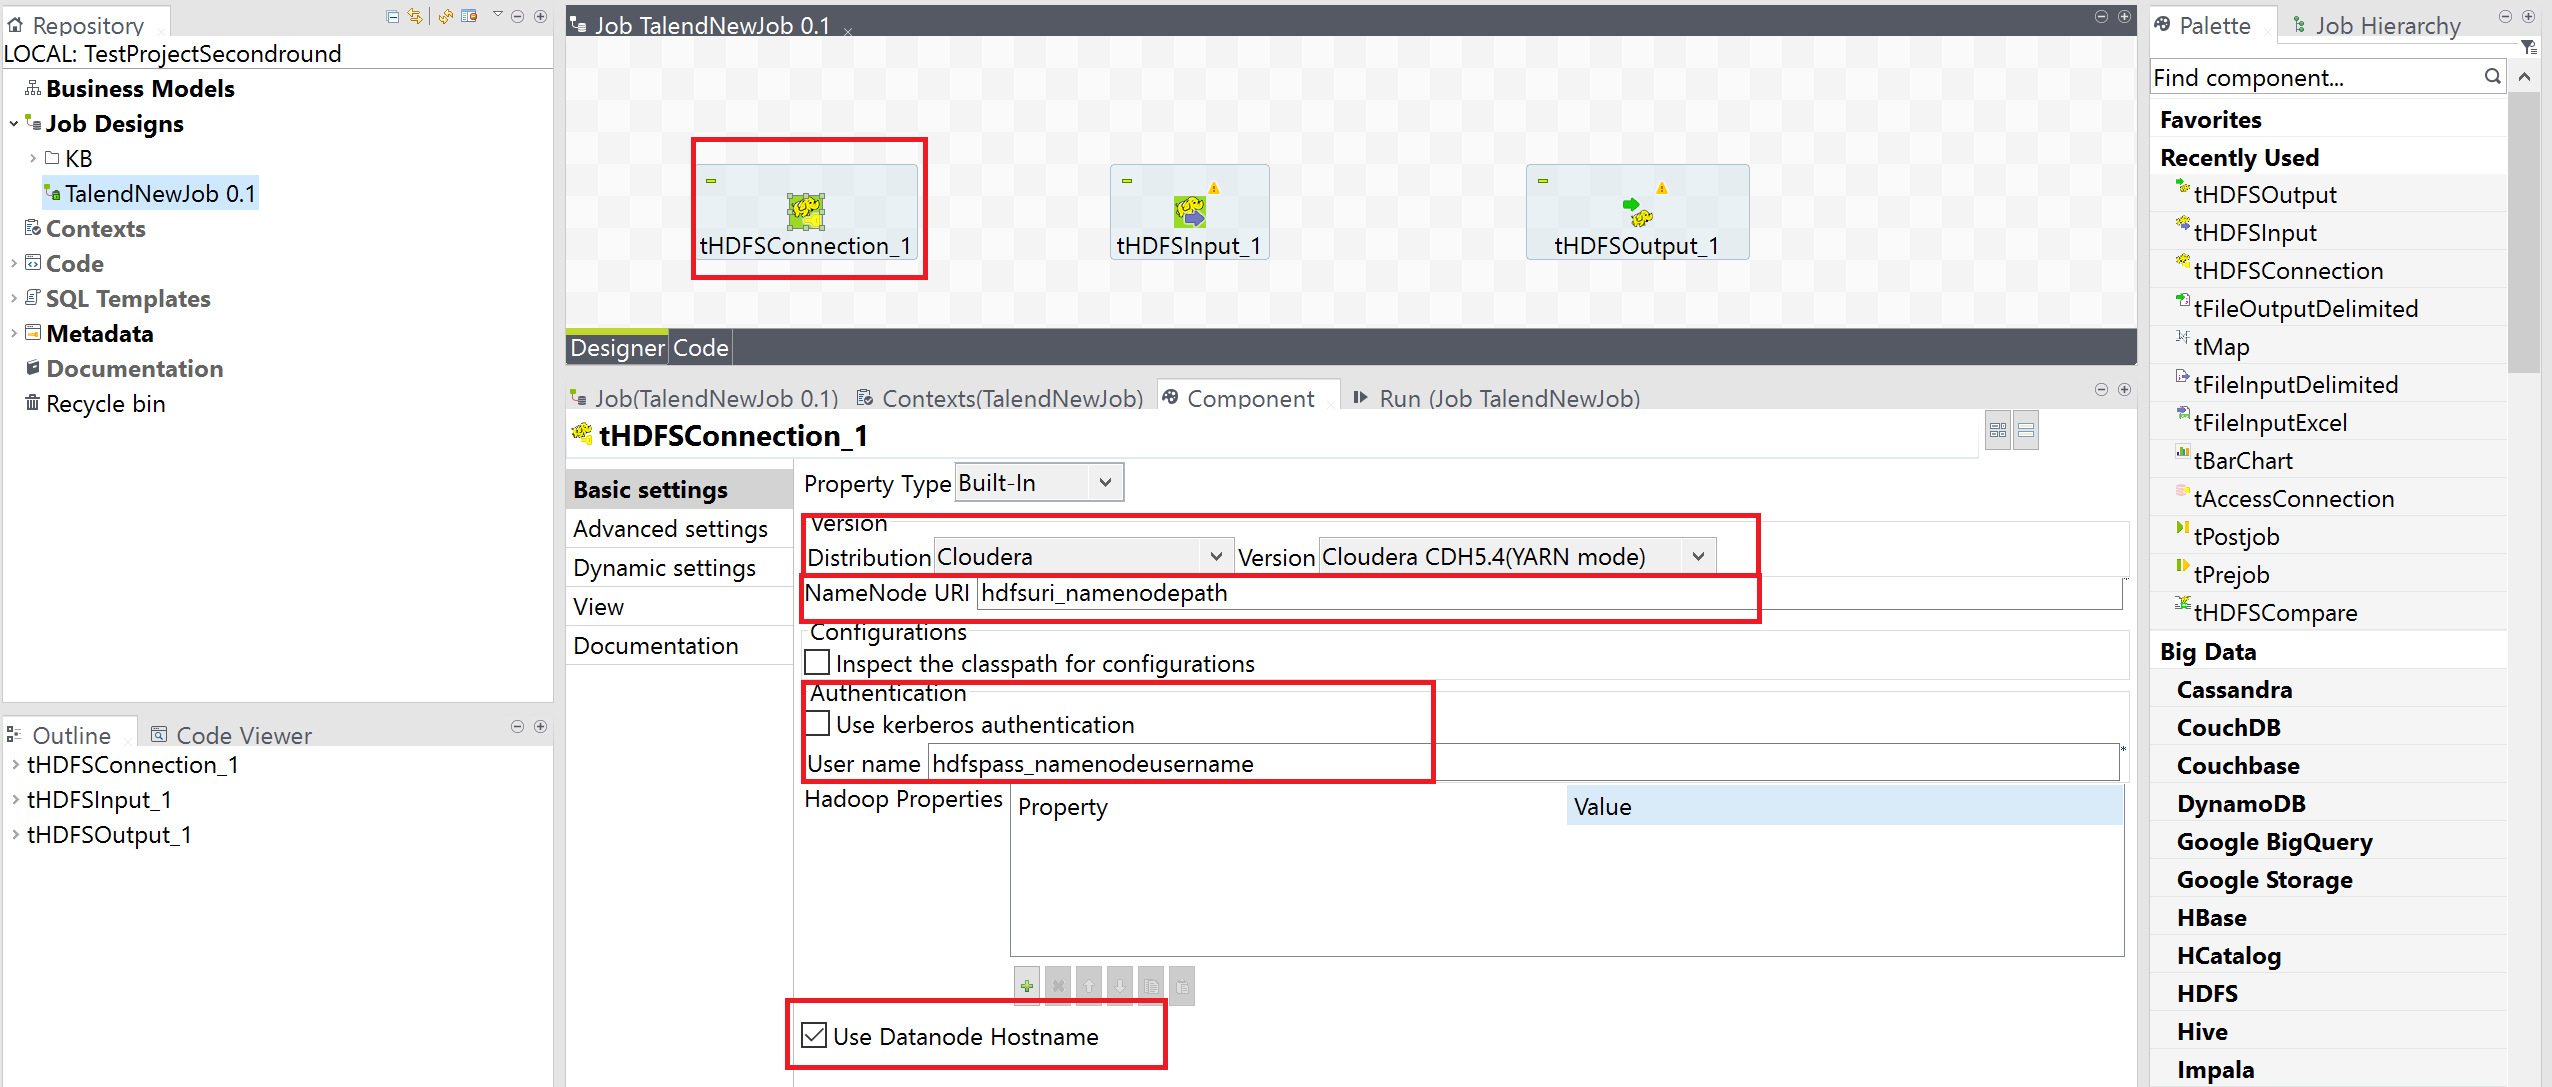 Repository
LOCAL: TestProjectSecondround
Business Models
Job Designs
KB
TalendNewJob 0.1
Contexts
Code
SQL Templates
Metadata
Documentation
Recycle bin
Outline
Code Viewer
tHDFSConnection_1
tHDFSInput_1
tHDFSOutput_1
Job TalendNewJob 0.1
tHDFSConnection_1
tHDFSInput_1
tHDFSOutput_1
Designer
Code
Job(TalendNewJob 0.1)
Contexts(TalendNewJob)
Component
Run (Job TalendNewJob)
tHDFSConnection_1
Basic settings
Advanced settings
Dynamic settings
View
Documentation
Property Type Built-In
Version
Distribution Cloudera Version Cloudera CDH5.4(YARN mode)
NameNode URI hdfsuri_namenodepath
Configurations
Inspect the classpath for configurations
Authentication
Use kerberos authentication
User name hdfspass_namenodeusername *
Hadoop Properties
Property Value
Use Datanode Hostname
Palette
Job Hierarchy
Find component...
Favorites
Recently Used
tHDFSOutput
tHDFSInput
tHDFSConnection
tFileOutputDelimited
tMap
tFileInputDelimited
tFileInputExcel
tBarChart
tAccessConnection
tPostjob
tPrejob
tHDFSCompare
Big Data
Cassandra
CouchDB
Couchbase
DynamoDB
Google BigQuery
Google Storage
HBase
HCatalog
HDFS
Hive
Impala